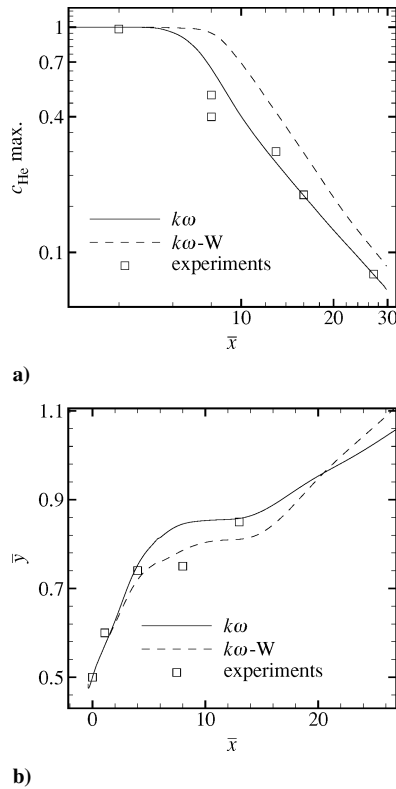 1
0.7
0.4
0.1
c_He max.
kω
kω-W
experiments
10
20
30
x̅
a)
1.1
0.9
0.7
0.5
y̅
kω
kω-W
experiments
0
10
20
x̅
b)